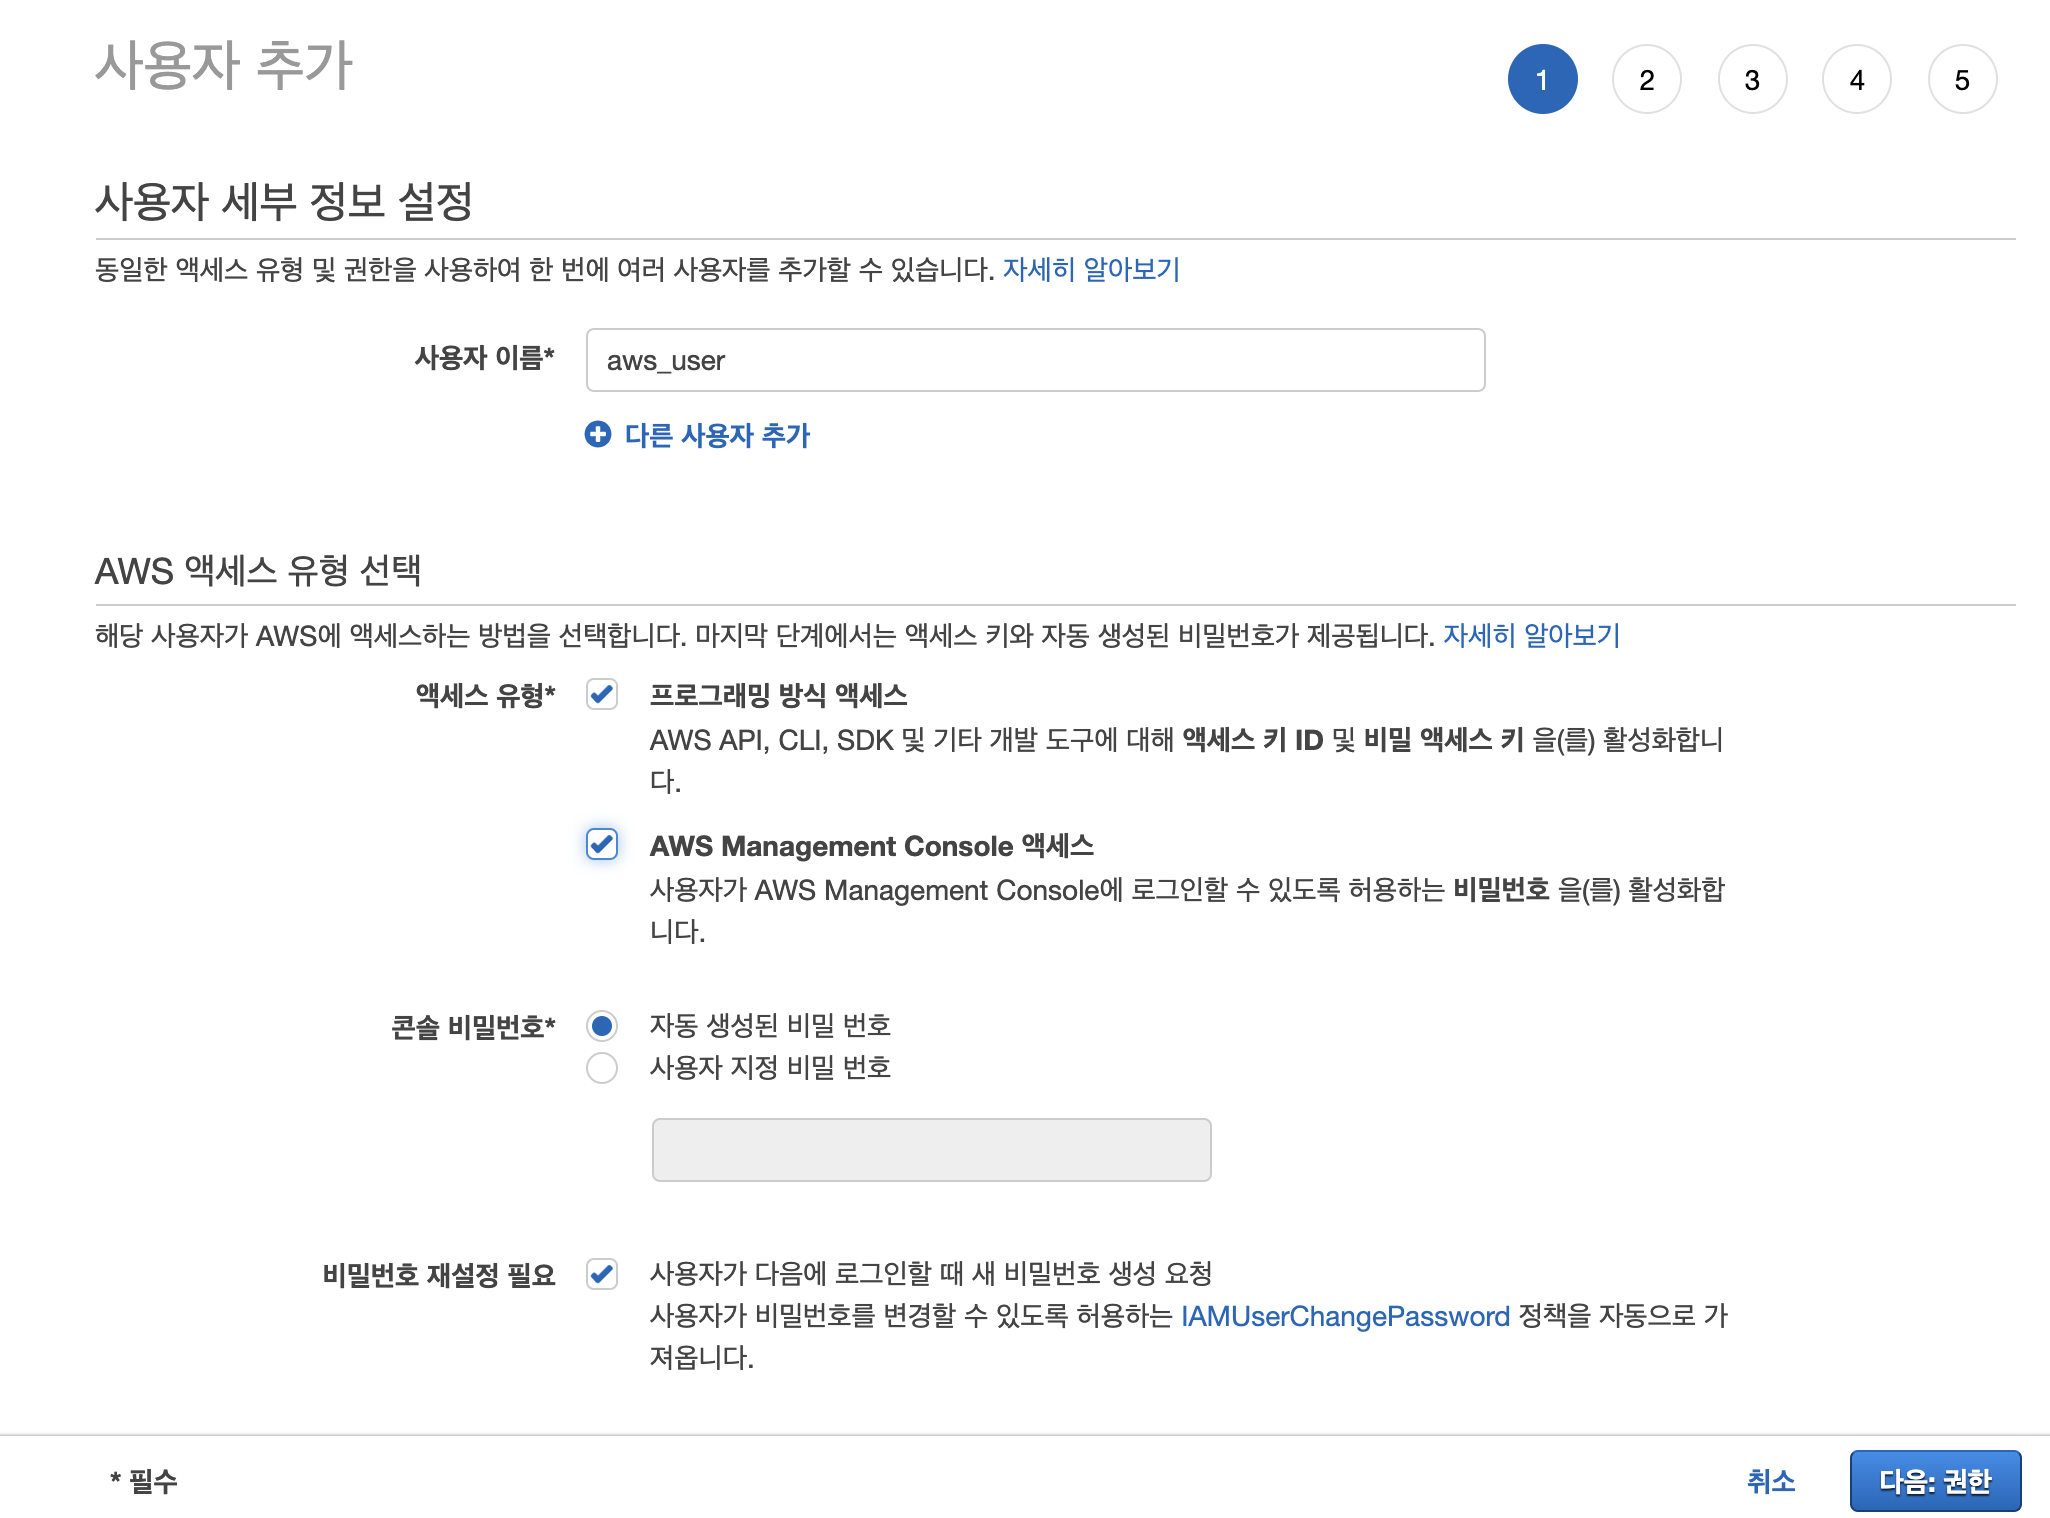 사용자 추가
1 2 3 4 5
사용자 세부 정보 설정
동일한 액세스 유형 및 권한을 사용하여 한 번에 여러 사용자를 추가할 수 있습니다. 자세히 알아보기
사용자 이름* aws_user
다른 사용자 추가
AWS 액세스 유형 선택
해당 사용자가 AWS에 액세스하는 방법을 선택합니다. 마지막 단계에서는 액세스 키와 자동 생성된 비밀번호가 제공됩니다. 자세히 알아보기
액세스 유형* 프로그래밍 방식 액세스
AWS API, CLI, SDK 및 기타 개발 도구에 대해 액세스 키 ID 및 비밀 액세스 키 을(를) 활성화합니
다.
AWS Management Console 액세스
사용자가 AWS Management Console에 로그인할 수 있도록 허용하는 비밀번호 을(를) 활성화합
니다.
콘솔 비밀번호* 자동 생성된 비밀 번호
사용자 지정 비밀 번호
비밀번호 재설정 필요 사용자가 다음에 로그인할 때 새 비밀번호 생성 요청
사용자가 비밀번호를 변경할 수 있도록 허용하는 IAMUserChangePassword 정책을 자동으로 가
져옵니다.
* 필수 취소 다음: 권한